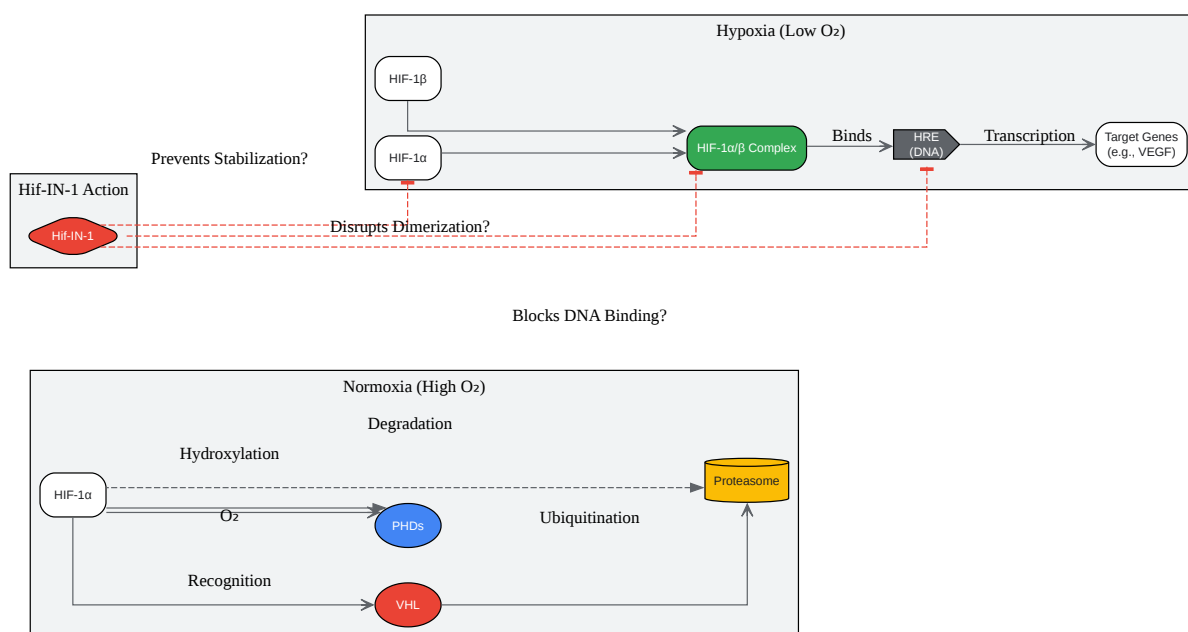 Hypoxia (Low O₂)
HIF-1β
HIF-1α
HIF-1α/β Complex
Binds
HRE
(DNA)
Transcription
Target Genes
(e.g., VEGF)
Prevents Stabilization?
Hif-IN-1 Action
Hif-IN-1
Disrupts Dimerization?
Blocks DNA Binding?
Normoxia (High O₂)
Degradation
Hydroxylation
HIF-1α
Proteasome
O₂
PHDs
Ubiquitination
Recognition
VHL